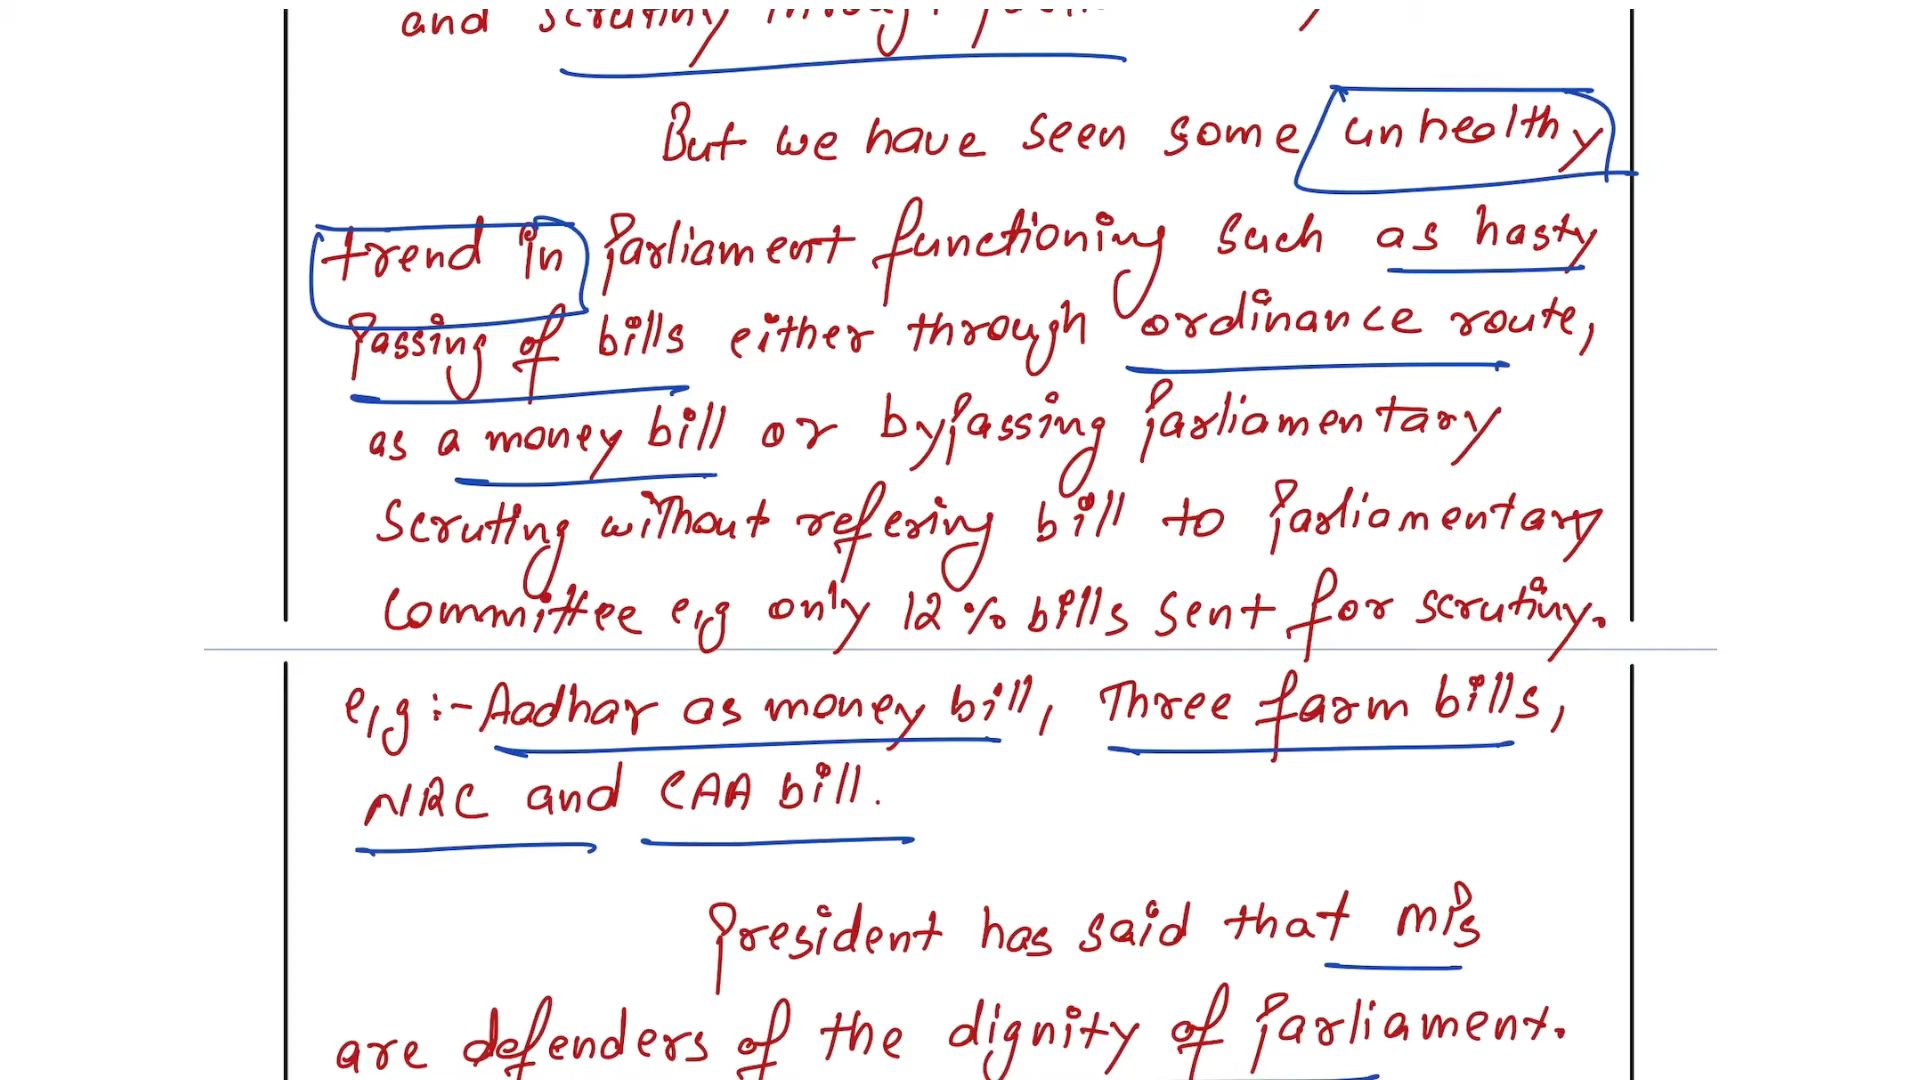 and scrutiny through
But we have seen some unhealthy
trend in Parliament functioning such as hasty
Passing of bills either through ordinance route,
as a money bill or bypassing Parliamentary
Scrutiny without refering bill to Parliamentary
Committee e.g only 12% bills sent for scrutiny.
e.g :- Aadhar as money bill, Three farm bills,
NRC and CAA bill.
President has said that MPs
are defenders of the dignity of Parliament.